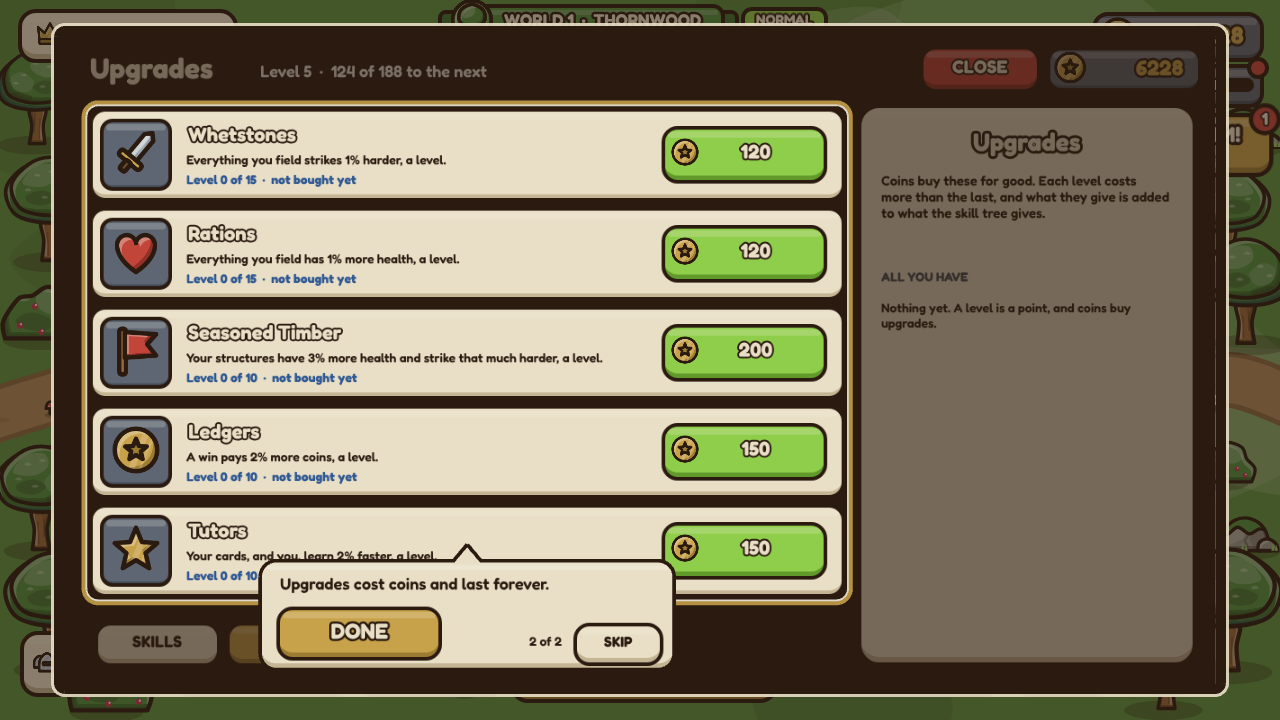 WORLD 1 · THORNWOOD
NORMAL
Upgrades
Level 5 · 124 of 188 to the next
CLOSE
6228
Whetstones
Everything you field strikes 1% harder, a level.
Level 0 of 15 · not bought yet
120
Rations
Everything you field has 1% more health, a level.
Level 0 of 15 · not bought yet
120
Seasoned Timber
Your structures have 3% more health and strike that much harder, a level.
Level 0 of 10 · not bought yet
200
Ledgers
A win pays 2% more coins, a level.
Level 0 of 10 · not bought yet
150
Tutors
Your cards, and you, learn 2% faster, a level.
Level 0 of 10
150
Upgrades cost coins and last forever.
DONE
2 of 2
SKIP
SKILLS
Upgrades
Coins buy these for good. Each level costs
more than the last, and what they give is added
to what the skill tree gives.
ALL YOU HAVE
Nothing yet. A level is a point, and coins buy
upgrades.
1